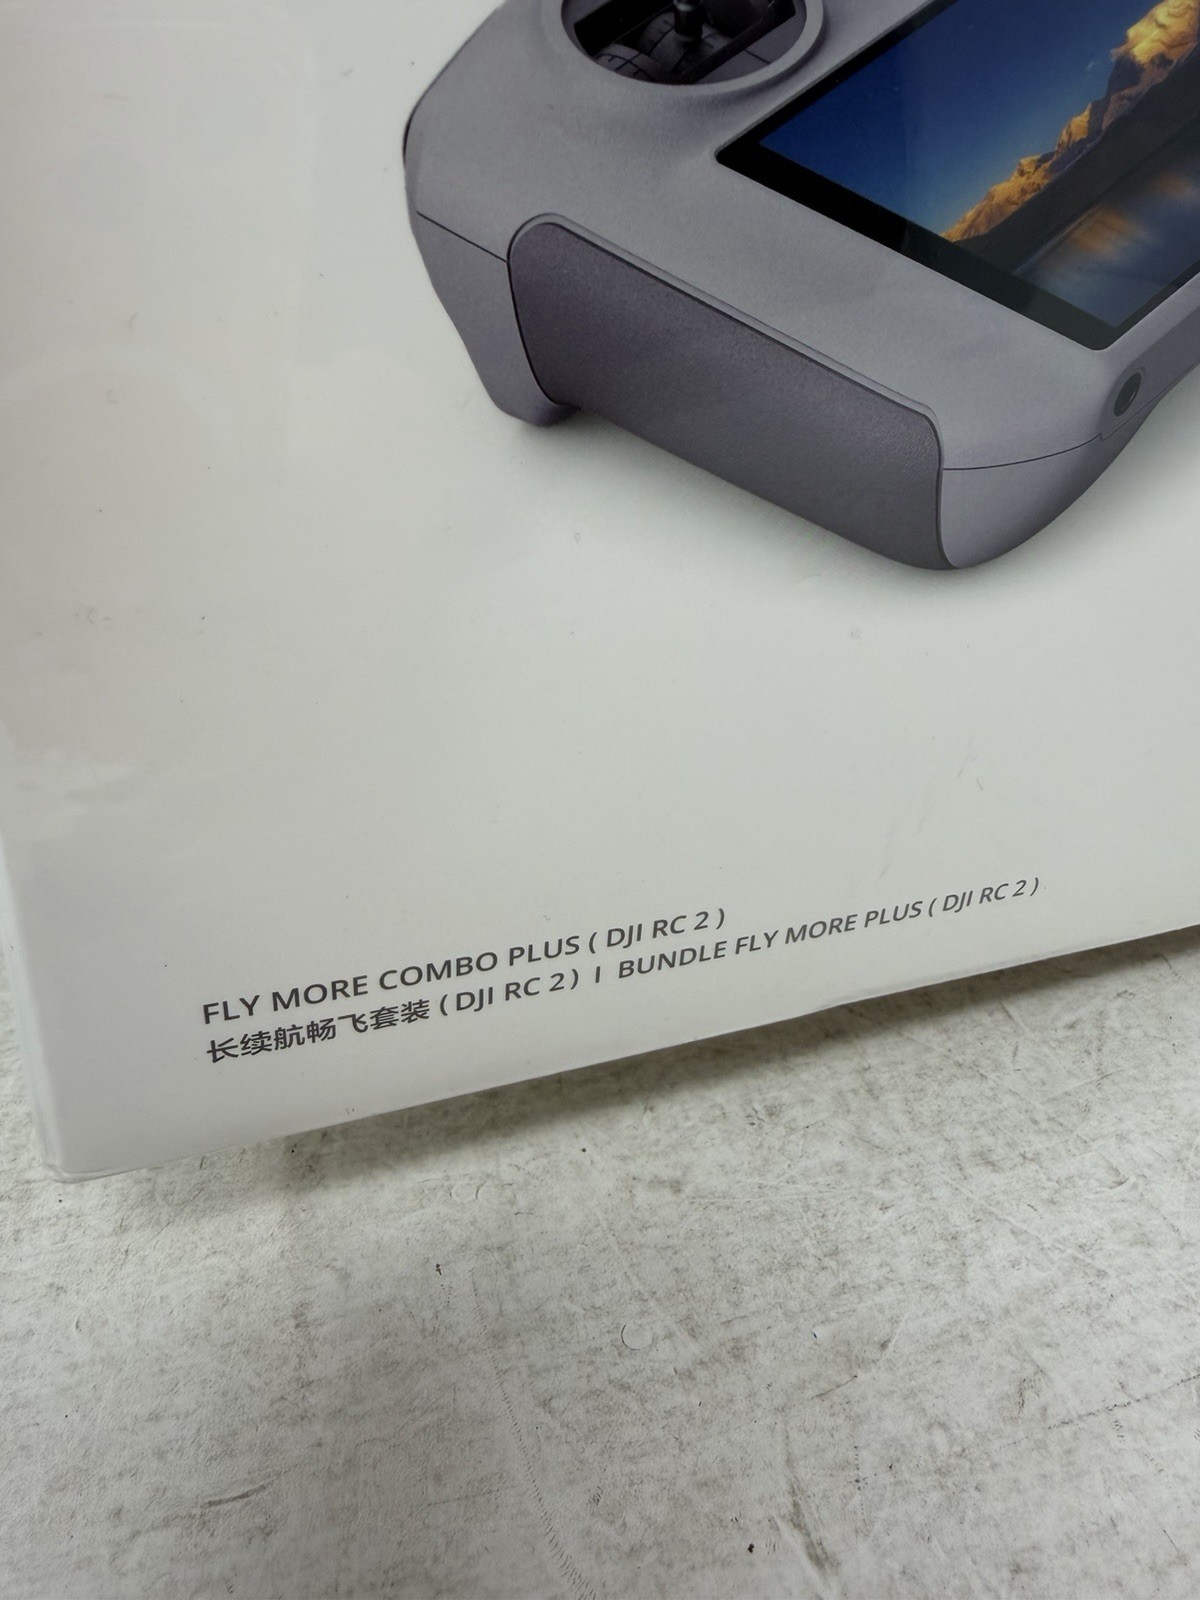 FLY MORE COMBO PLUS ( DJI RC 2 )
长续航畅飞套装 ( DJI RC 2 ) I BUNDLE FLY MORE PLUS ( DJI RC 2 )